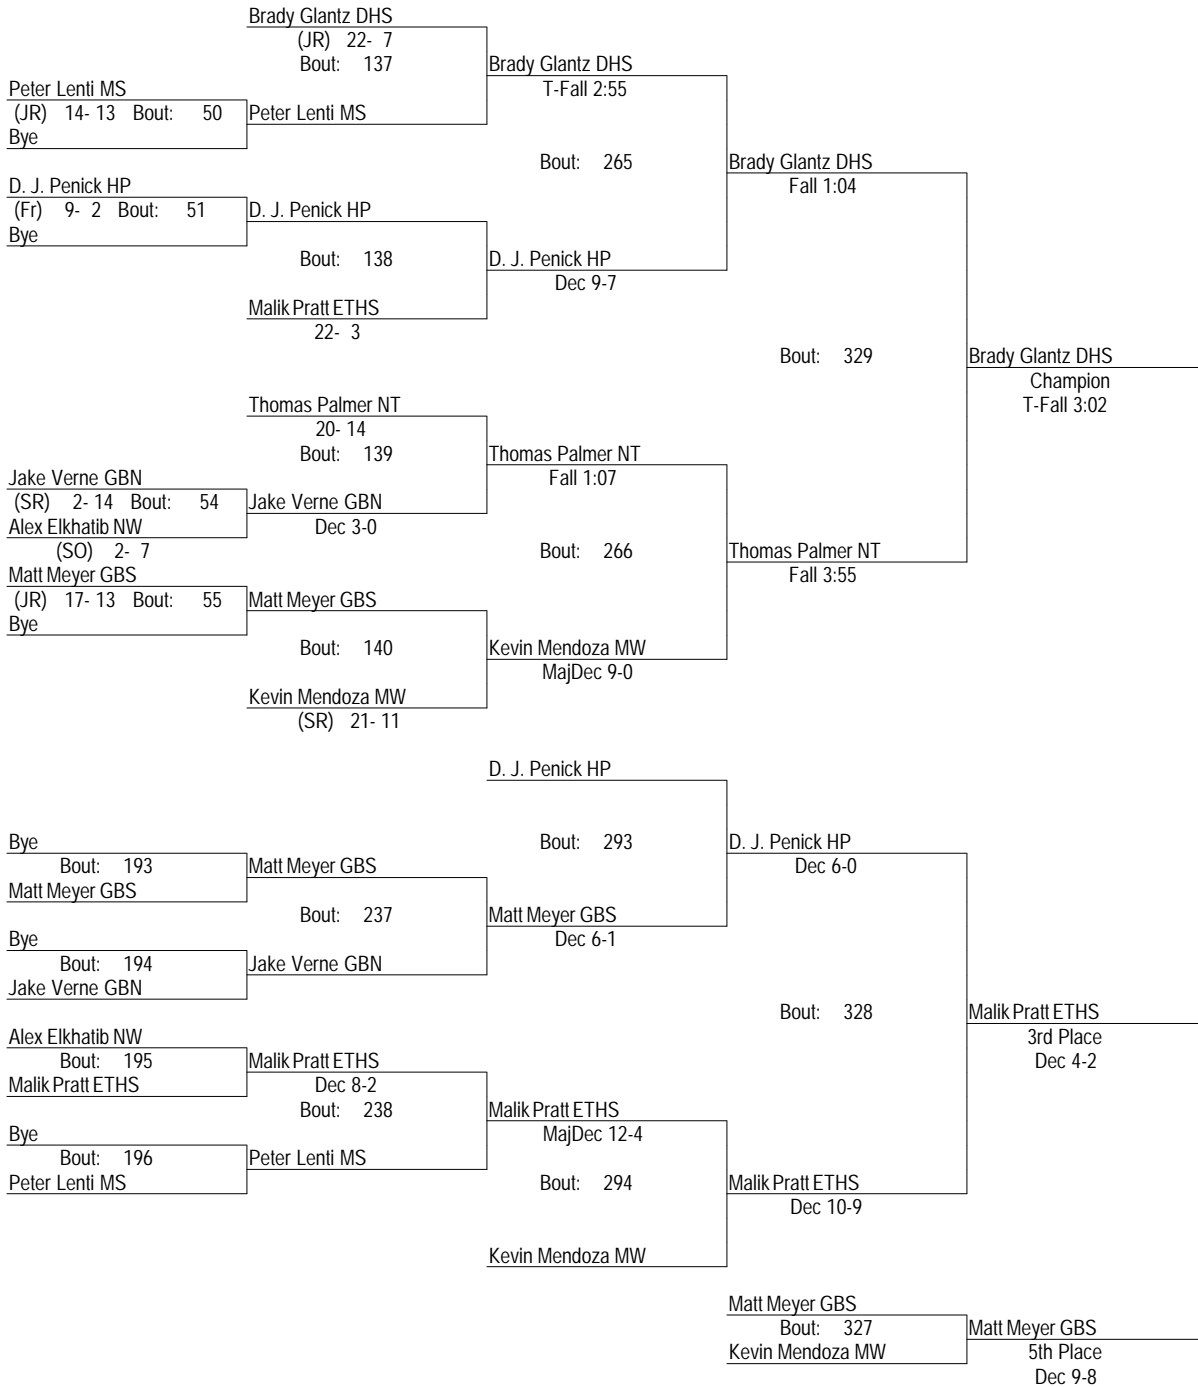 Brady Glantz DHS
(JR) 22- 7
Bout: 137
Brady Glantz DHS
T-Fall 2:55
Peter Lenti MS
(JR) 14- 13 Bout: 50
Peter Lenti MS
Bye
Bout: 265
Brady Glantz DHS
Fall 1:04
D. J. Penick HP
(Fr) 9- 2 Bout: 51
D. J. Penick HP
Bye
Bout: 138
D. J. Penick HP
Dec 9-7
Malik Pratt ETHS
22- 3
Bout: 329
Brady Glantz DHS
Champion
T-Fall 3:02
Thomas Palmer NT
20- 14
Bout: 139
Thomas Palmer NT
Fall 1:07
Jake Verne GBN
(SR) 2- 14 Bout: 54
Jake Verne GBN
Alex Elkhatib NW
Dec 3-0
(SO) 2- 7
Bout: 266
Thomas Palmer NT
Fall 3:55
Matt Meyer GBS
(JR) 17- 13 Bout: 55
Matt Meyer GBS
Bye
Bout: 140
Kevin Mendoza MW
MajDec 9-0
Kevin Mendoza MW
(SR) 21- 11
D. J. Penick HP
Bye
Bout: 293
D. J. Penick HP
Bout: 193
Matt Meyer GBS
Dec 6-0
Matt Meyer GBS
Bout: 237
Matt Meyer GBS
Bye
Dec 6-1
Bout: 194
Jake Verne GBN
Jake Verne GBN
Bout: 328
Malik Pratt ETHS
3rd Place
Dec 4-2
Alex Elkhatib NW
Bout: 195
Malik Pratt ETHS
Malik Pratt ETHS
Dec 8-2
Bout: 238
Malik Pratt ETHS
MajDec 12-4
Bye
Bout: 196
Peter Lenti MS
Peter Lenti MS
Bout: 294
Malik Pratt ETHS
Dec 10-9
Kevin Mendoza MW
Matt Meyer GBS
Bout: 327
Matt Meyer GBS
Kevin Mendoza MW
5th Place
Dec 9-8